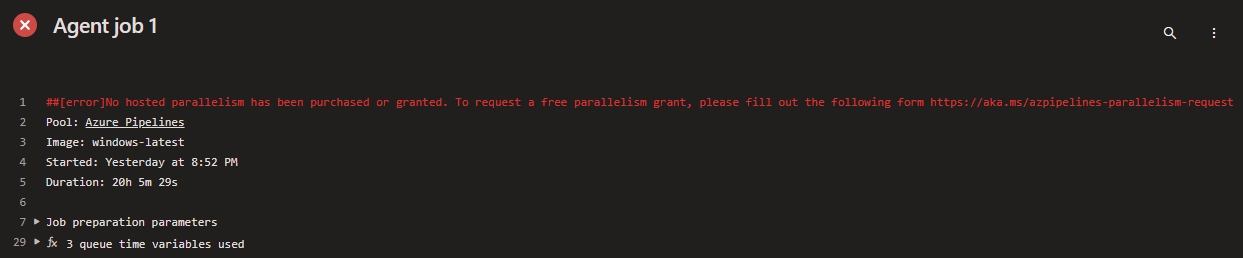 Agent job 1
1 ##[error]No hosted parallelism has been purchased or granted. To request a free parallelism grant, please fill out the following form https://aka.ms/azpipelines-parallelism-request
2 Pool: Azure Pipelines
3 Image: windows-latest
4 Started: Yesterday at 8:52 PM
5 Duration: 20h 5m 29s
6
7 Job preparation parameters
29 fx 3 queue time variables used